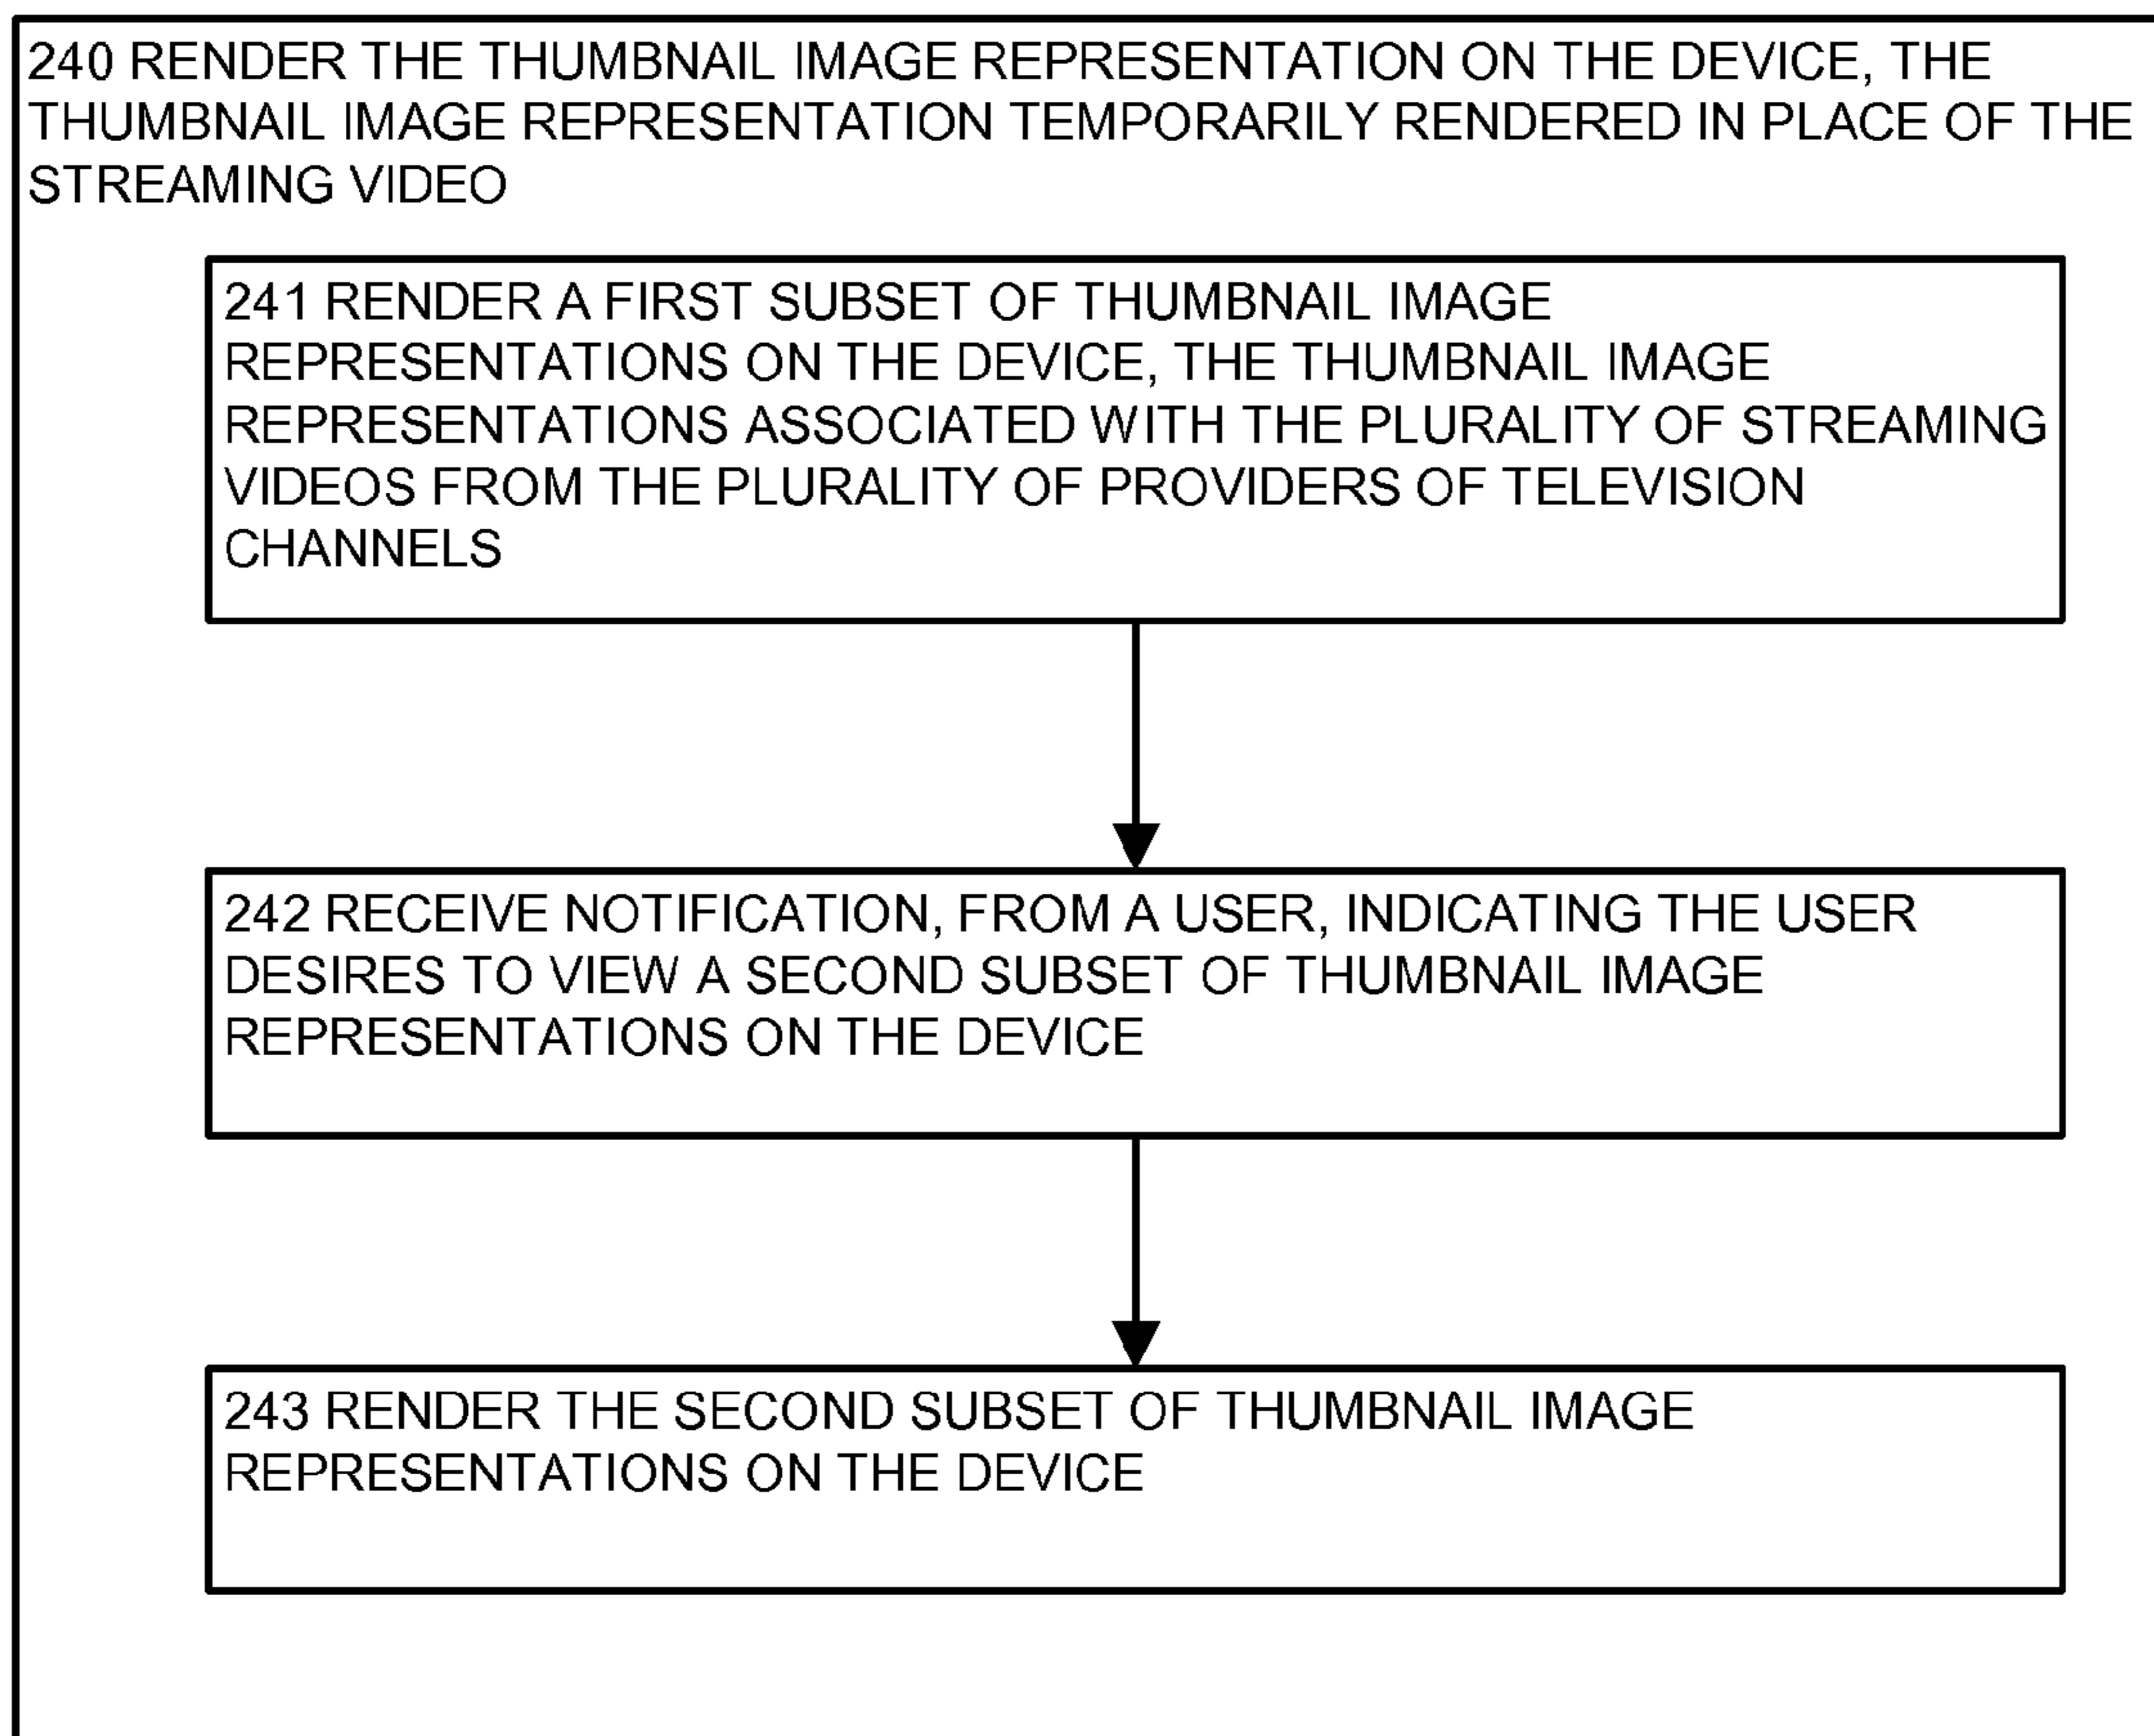 240 RENDER THE THUMBNAIL IMAGE REPRESENTATION ON THE DEVICE, THE
THUMBNAIL IMAGE REPRESENTATION TEMPORARILY RENDERED IN PLACE OF THE
STREAMING VIDEO
241 RENDER A FIRST SUBSET OF THUMBNAIL IMAGE
REPRESENTATIONS ON THE DEVICE, THE THUMBNAIL IMAGE
REPRESENTATIONS ASSOCIATED WITH THE PLURALITY OF STREAMING
VIDEOS FROM THE PLURALITY OF PROVIDERS OF TELEVISION
CHANNELS
242 RECEIVE NOTIFICATION, FROM A USER, INDICATING THE USER
DESIRES TO VIEW A SECOND SUBSET OF THUMBNAIL IMAGE
REPRESENTATIONS ON THE DEVICE
243 RENDER THE SECOND SUBSET OF THUMBNAIL IMAGE
REPRESENTATIONS ON THE DEVICE